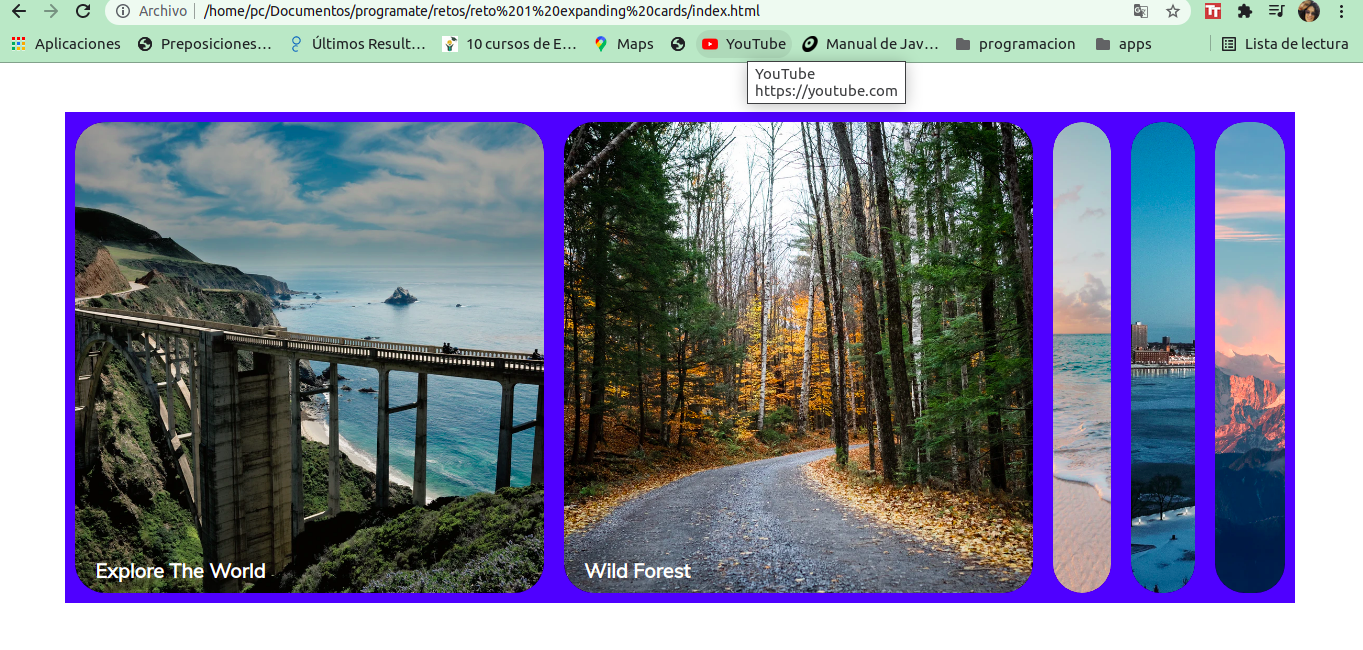 Archivo | /home/pc/Documentos/programate/retos/reto%201%20expanding%20cards/index.html
Aplicaciones Preposiciones... Últimos Result... 10 cursos de E... Maps YouTube Manual de Jav... programacion apps Lista de lectura
YouTube
https://youtube.com
Explore The World Wild Forest